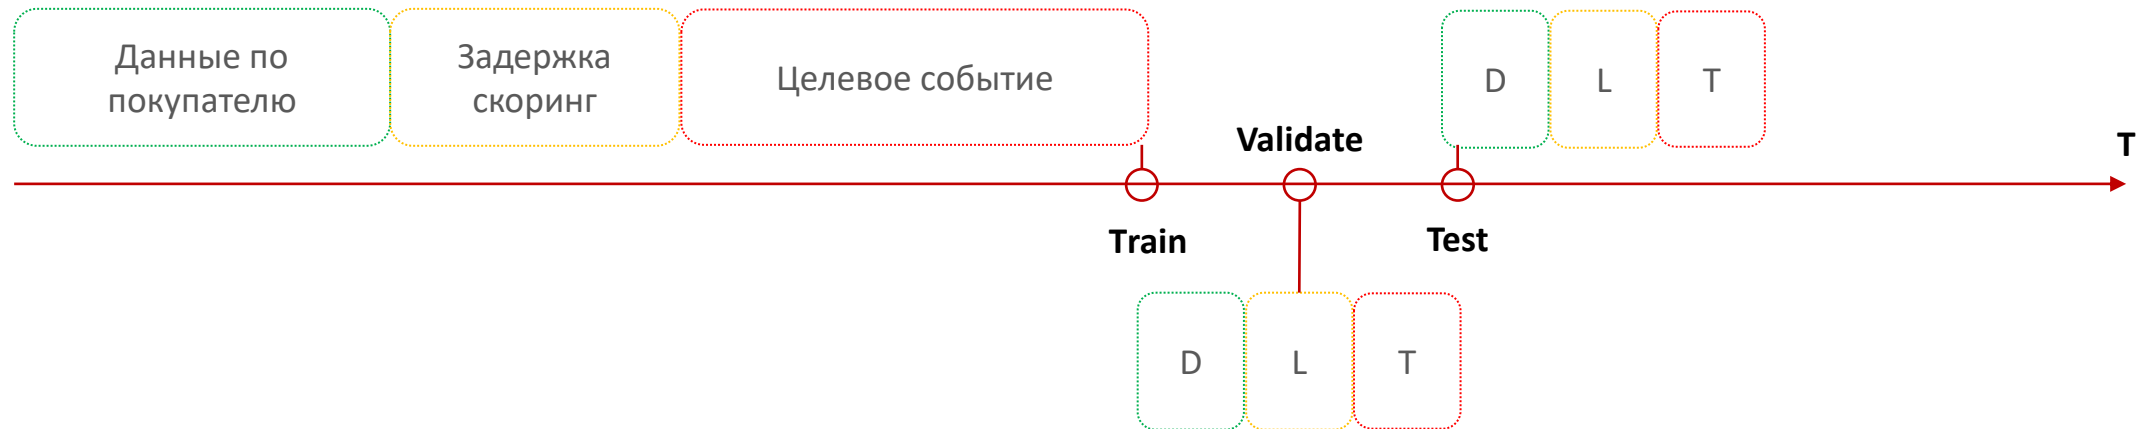 Данные по
покупателю
Задержка
скоринг
Целевое событие
D
L
T
Validate
T
Train
Test
D
L
T